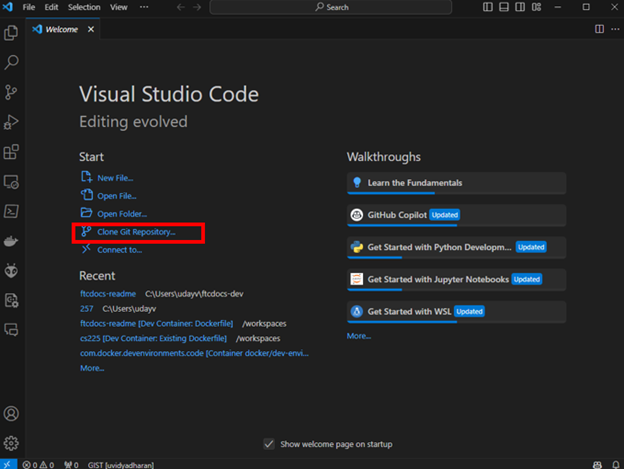 File Edit Selection View ··· Search
Welcome
Visual Studio Code
Editing evolved
Start
New File...
Open File...
Open Folder...
Clone Git Repository...
Connect to...
Recent
ftcdocs-readme C:\Users\udayv\ftcdocs-dev
257 C:\Users\udayv
ftcdocs-readme [Dev Container: Dockerfile] /workspaces
cs225 [Dev Container: Existing Dockerfile] /workspaces
com.docker.devenvironments.code [Container docker/dev-envi...
More...
Walkthroughs
Learn the Fundamentals
GitHub Copilot Updated
Get Started with Python Developm... Updated
Get Started with Jupyter Notebooks Updated
Get Started with WSL Updated
More...
Show welcome page on startup
0 0 0 GIST [uvidyadharan]